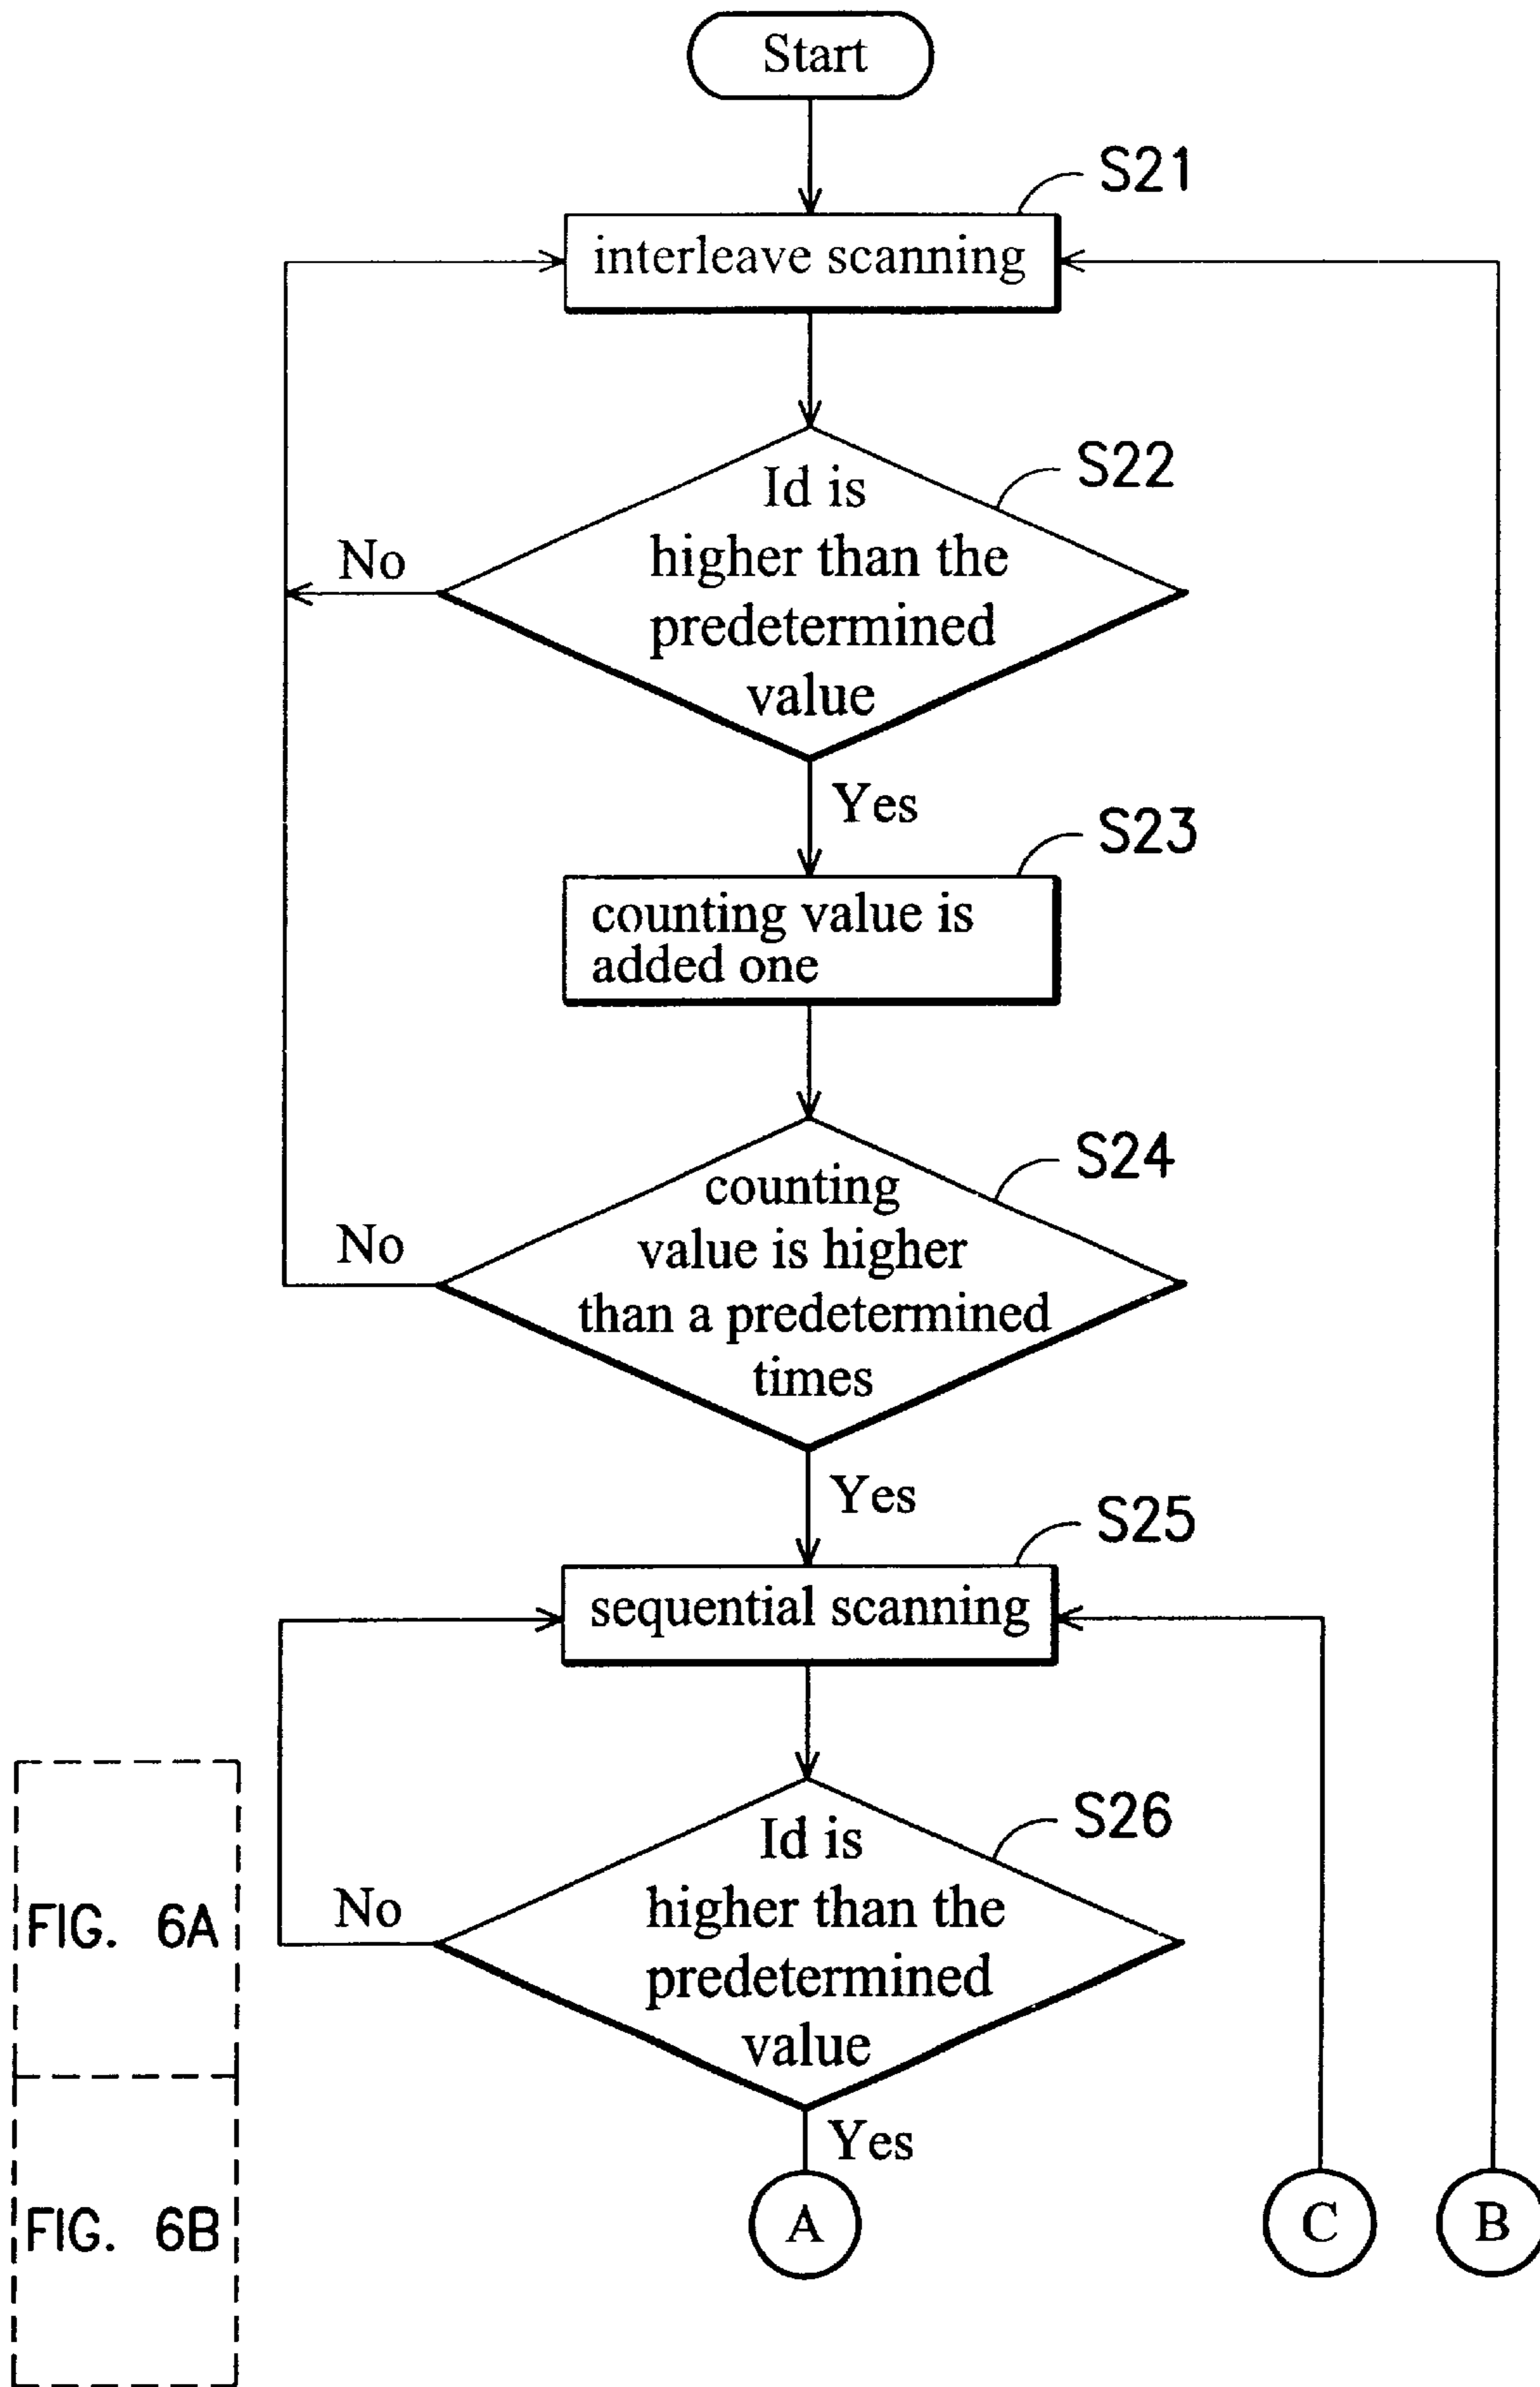 Start
S21
interleave scanning
S22
Id is
higher than the
predetermined
value
No
Yes
S23
counting value is
added one
S24
counting
value is higher
than a predetermined
times
No
Yes
S25
sequential scanning
S26
Id is
higher than the
predetermined
value
No
Yes
FIG. 6A
FIG. 6B
A
C
B